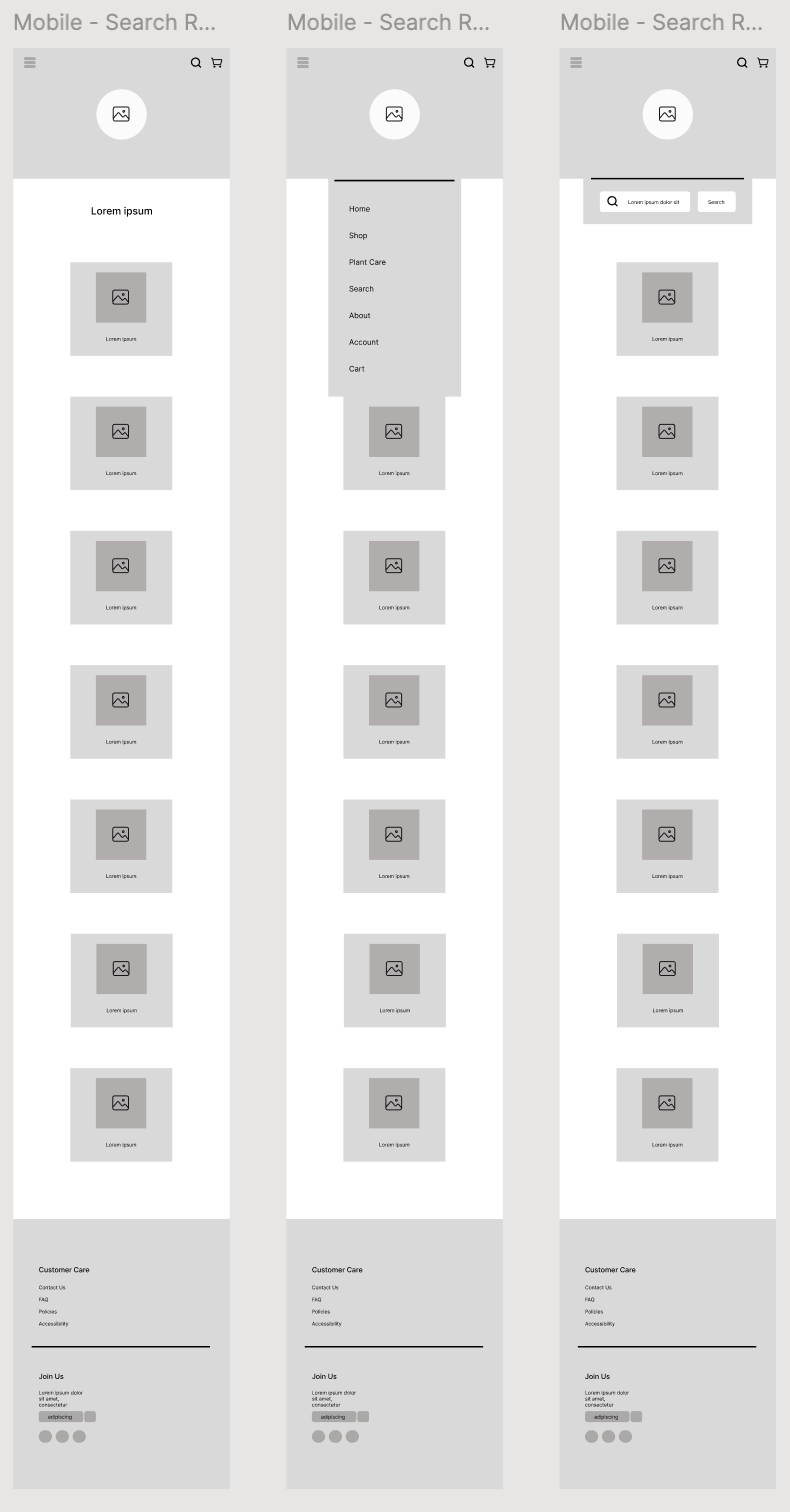 Mobile - Search R...
Lorem ipsum
Lorem ipsum
Lorem ipsum
Lorem ipsum
Lorem ipsum
Lorem ipsum
Lorem ipsum
Lorem ipsum
Customer Care
Contact Us
FAQ
Policies
Accessibility
Join Us
Lorem ipsum dolor
sit amet,
consectetur
adipiscing
Mobile - Search R...
Home
Shop
Plant Care
Search
About
Account
Cart
Lorem ipsum
Lorem ipsum
Lorem ipsum
Lorem ipsum
Lorem ipsum
Lorem ipsum
Customer Care
Contact Us
FAQ
Policies
Accessibility
Join Us
Lorem ipsum dolor
sit amet,
consectetur
adipiscing
Mobile - Search R...
Lorem ipsum dolor sit
Search
Lorem ipsum
Lorem ipsum
Lorem ipsum
Lorem ipsum
Lorem ipsum
Lorem ipsum
Lorem ipsum
Customer Care
Contact Us
FAQ
Policies
Accessibility
Join Us
Lorem ipsum dolor
sit amet,
consectetur
adipiscing